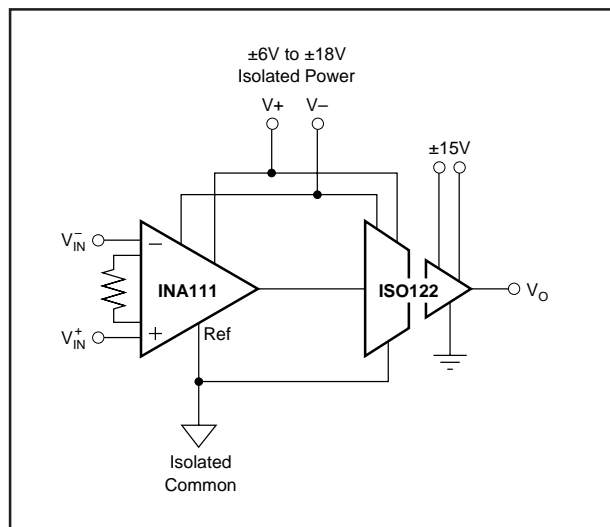 ±6V to ±18V
Isolated Power
V+ V–
±15V
V–IN
INA111
ISO122
VO
V+IN
Ref
Isolated
Common